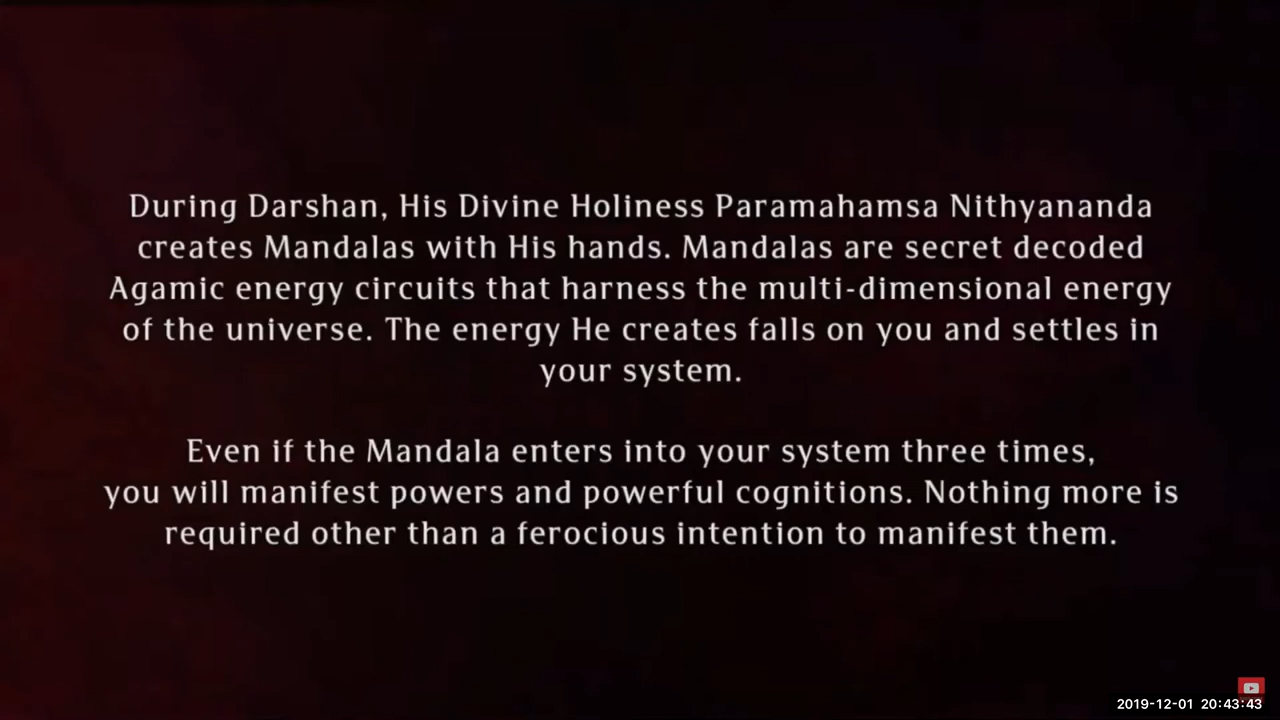 During Darshan, His Divine Holiness Paramahamsa Nithyananda
creates Mandalas with His hands. Mandalas are secret decoded
Agamic energy circuits that harness the multi-dimensional energy
of the universe. The energy He creates falls on you and settles in
your system.
Even if the Mandala enters into your system three times,
you will manifest powers and powerful cognitions. Nothing more is
required other than a ferocious intention to manifest them.
2019-12-01 20:43:43